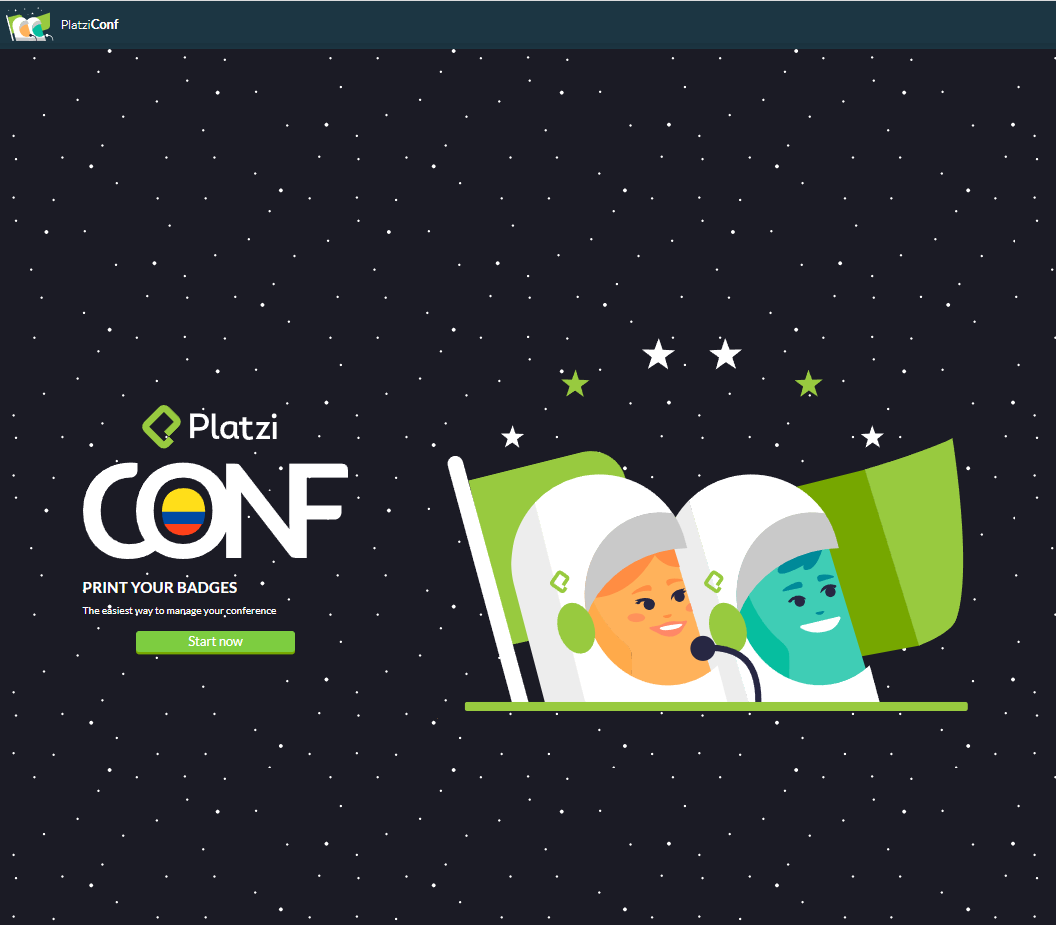 PlatziConf
Platzi
CONF
PRINT YOUR BADGES
The easiest way to manage your conference
Start now